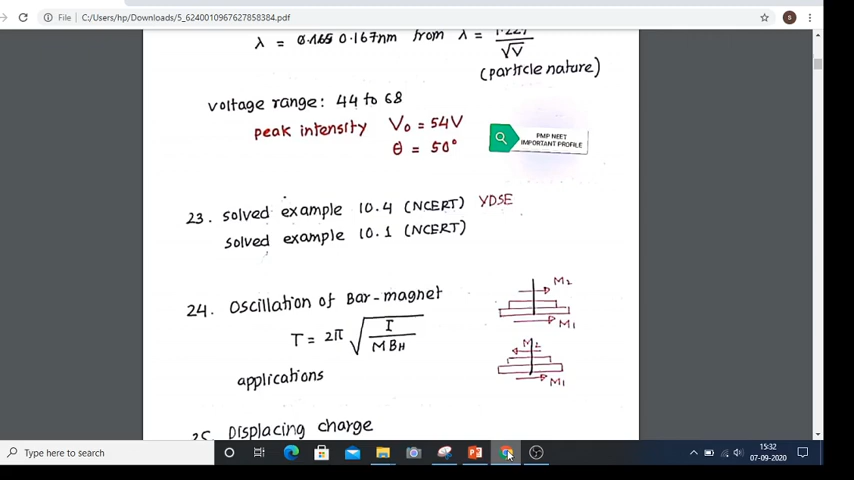 File
C:/Users/hp/Downloads/5_6240010967627858384.pdf
λ = 0.165 0.167nm from λ = 1.227
√V
(particle nature)
voltage range: 44 to 68
peak intensity V₀ = 54V
θ = 50°
PMP NEET
IMPORTANT PROFILE
23. solved example 10.4 (NCERT) YDSE
solved example 10.1 (NCERT)
24. Oscillation of Bar-magnet
T = 2π √ I
MBH
applications
M₂
M₁
M₂
M₁
25. Displacing charge
Type here to search
15:32
07-09-2020